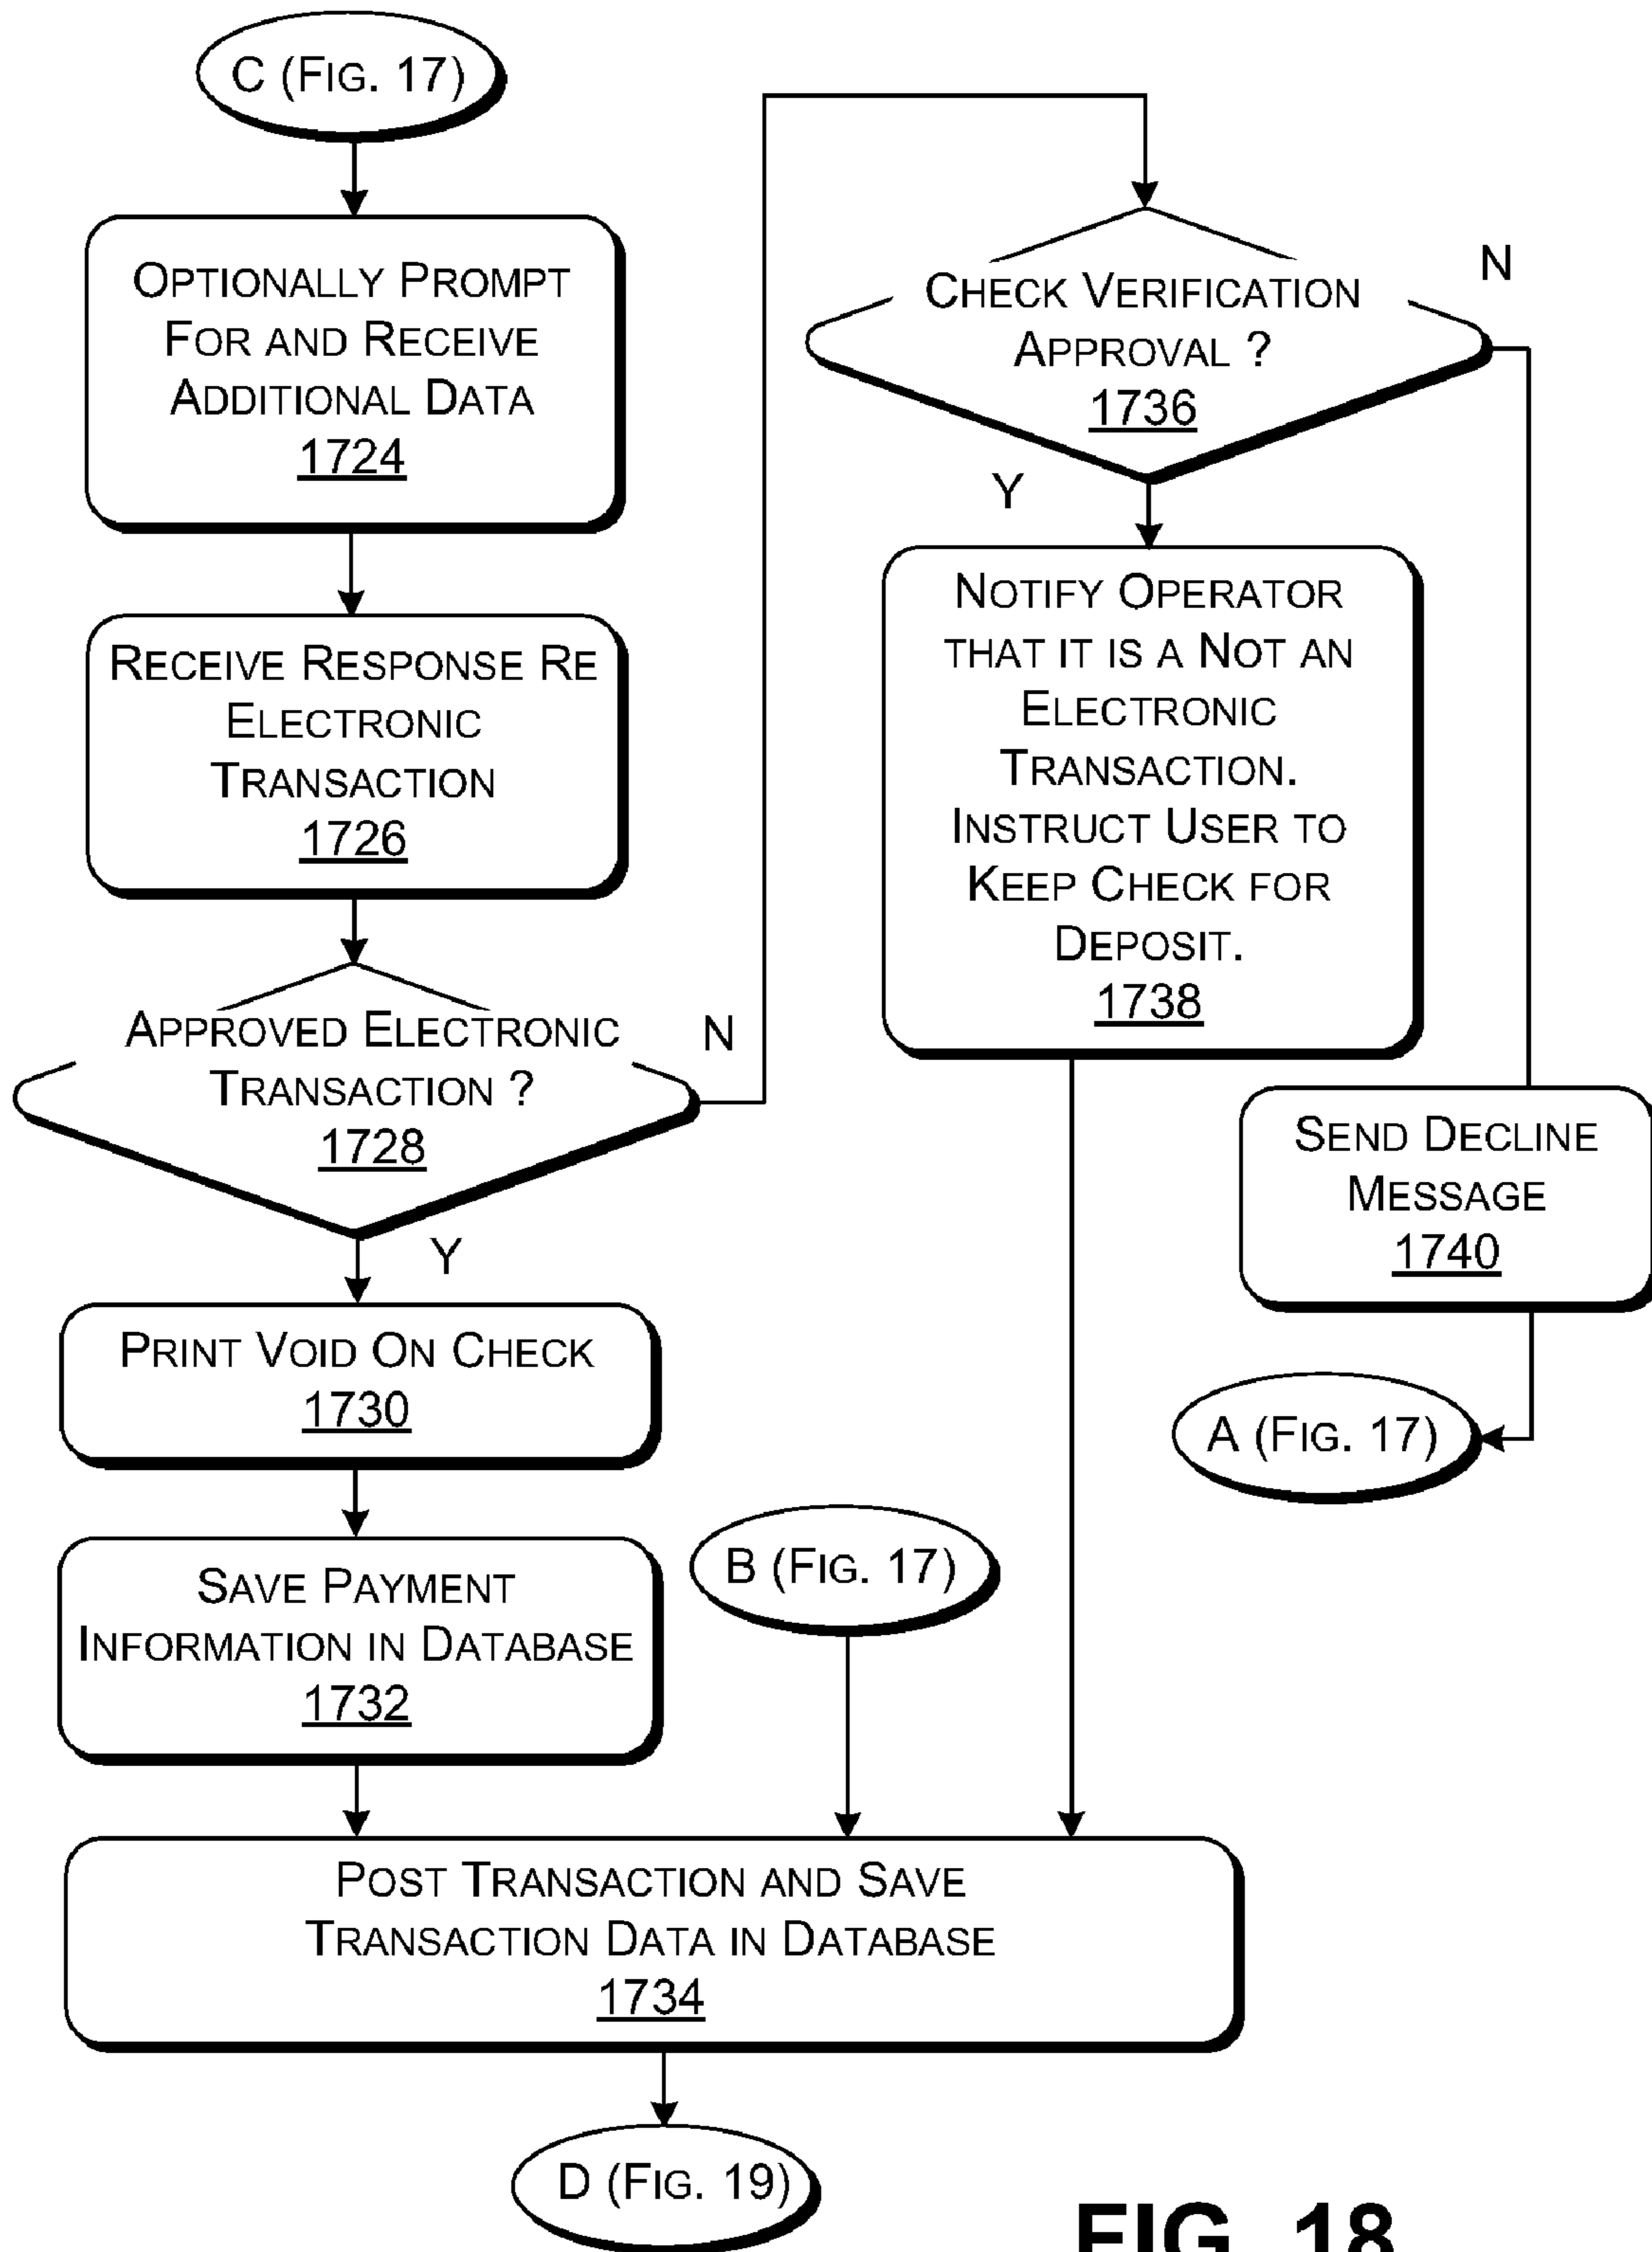 C (FIG. 17)
OPTIONALLY PROMPT
FOR AND RECEIVE
ADDITIONAL DATA
1724
RECEIVE RESPONSE RE
ELECTRONIC
TRANSACTION
1726
APPROVED ELECTRONIC
TRANSACTION ?
1728
N
Y
PRINT VOID ON CHECK
1730
SAVE PAYMENT
INFORMATION IN DATABASE
1732
CHECK VERIFICATION
APPROVAL ?
1736
N
Y
NOTIFY OPERATOR
THAT IT IS A NOT AN
ELECTRONIC
TRANSACTION.
INSTRUCT USER TO
KEEP CHECK FOR
DEPOSIT.
1738
SEND DECLINE
MESSAGE
1740
A (FIG. 17)
B (FIG. 17)
POST TRANSACTION AND SAVE
TRANSACTION DATA IN DATABASE
1734
D (FIG. 19)
FIG. 18